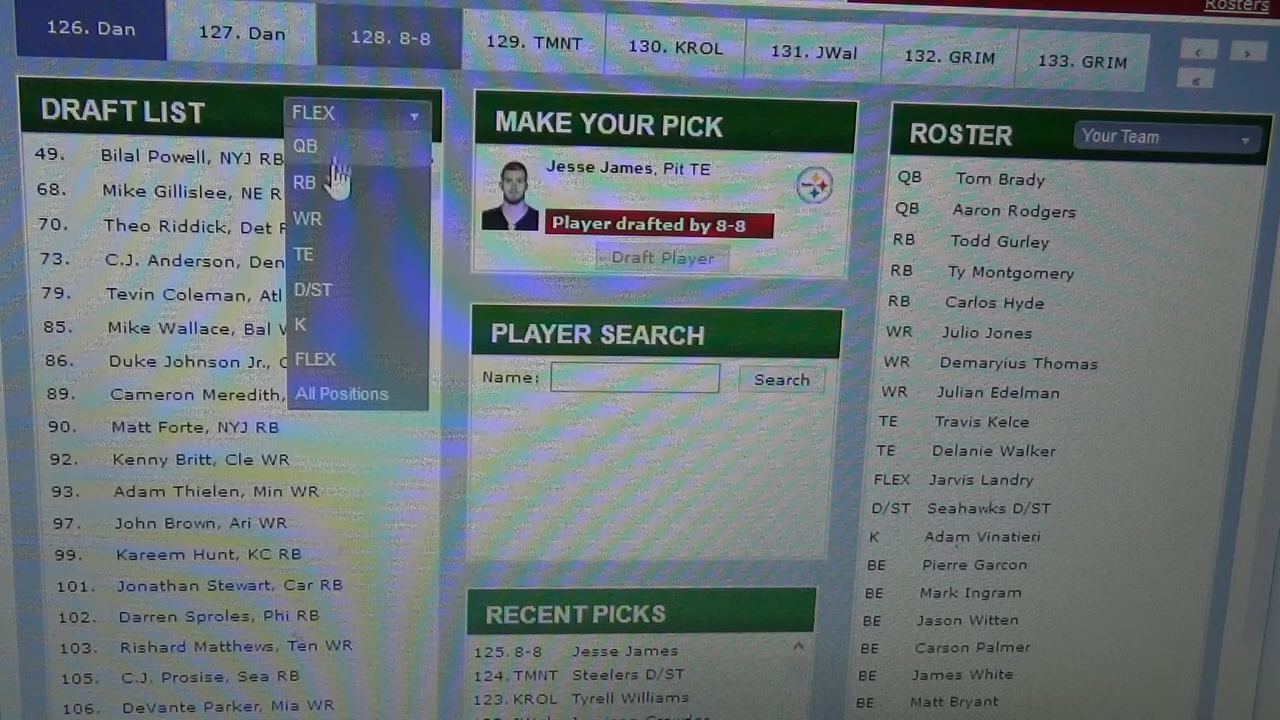 Rosters
126. Dan
127. Dan
128. 8-8
129. TMNT
130. KROL
131. JWal
132. GRIM
133. GRIM
DRAFT LIST
FLEX
QB
RB
WR
TE
D/ST
K
FLEX
All Positions
49. Bilal Powell, NYJ RB
68. Mike Gillislee, NE R
70. Theo Riddick, Det
73. C.J. Anderson, Den
79. Tevin Coleman, Atl
85. Mike Wallace, Bal
86. Duke Johnson Jr.,
89. Cameron Meredith,
90. Matt Forte, NYJ RB
92. Kenny Britt, Cle WR
93. Adam Thielen, Min WR
97. John Brown, Ari WR
99. Kareem Hunt, KC RB
101. Jonathan Stewart, Car RB
102. Darren Sproles, Phi RB
103. Richard Matthews, Ten WR
105. C.J. Prosise, Sea RB
106. DeVante Parker, Mia WR
MAKE YOUR PICK
Jesse James, Pit TE
Player drafted by 8-8
Draft Player
PLAYER SEARCH
Name:
Search
RECENT PICKS
125. 8-8 Jesse James
124. TMNT Steelers D/ST
123. KROL Tyrell Williams
ROSTER
Your Team
QB Tom Brady
QB Aaron Rodgers
RB Todd Gurley
RB Ty Montgomery
RB Carlos Hyde
WR Julio Jones
WR Demaryius Thomas
WR Julian Edelman
TE Travis Kelce
TE Delanie Walker
FLEX Jarvis Landry
D/ST Seahawks D/ST
K Adam Vinatieri
BE Pierre Garcon
BE Mark Ingram
BE Jason Witten
BE Carson Palmer
BE James White
BE Matt Bryant